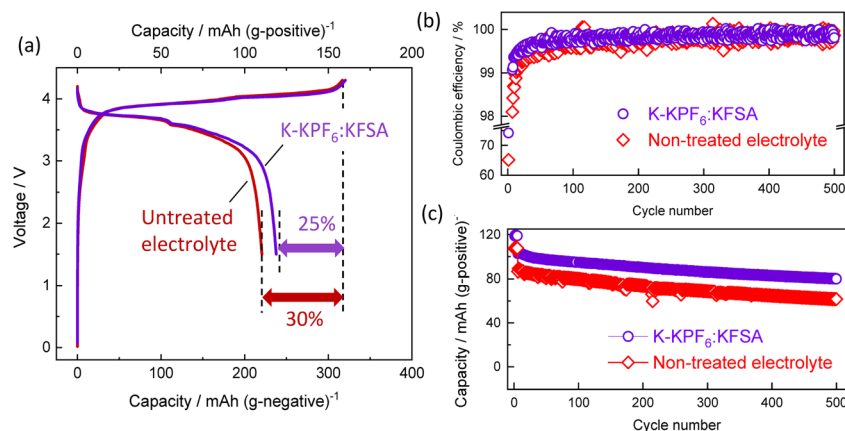 (a)
Capacity / mAh (g-positive)⁻¹
0 50 100 150 200
Voltage / V
4
3
2
1
0
K-KPF₆:KFSA
Untreated
electrolyte
25%
30%
0 100 200 300 400
Capacity / mAh (g-negative)⁻¹
(b)
Coulombic efficiency / %
100
99
98
70
60
K-KPF₆:KFSA
Non-treated electrolyte
0 100 200 300 400 500
Cycle number
(c)
Capacity / mAh (g-positive)⁻
120
80
40
0
K-KPF₆:KFSA
Non-treated electrolyte
0 100 200 300 400 500
Cycle number